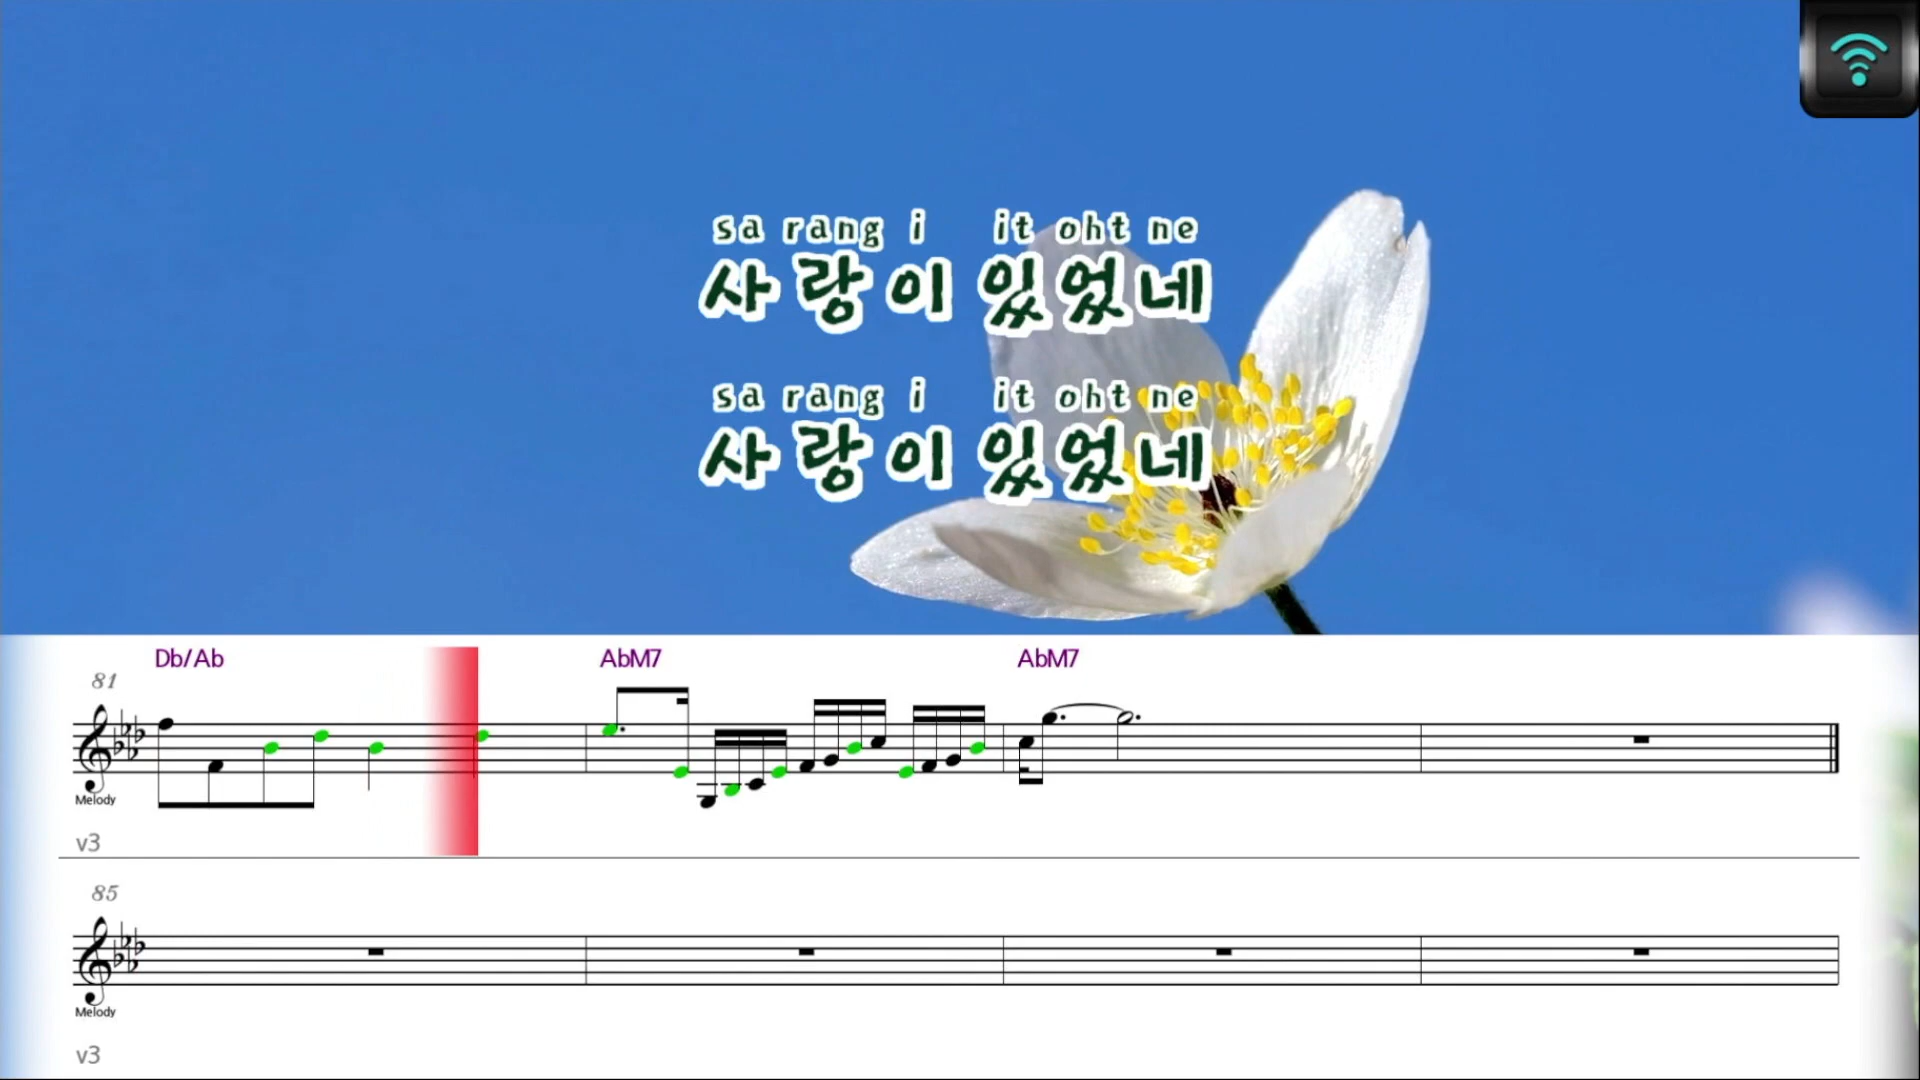 sa rang i it oht ne
사랑이 있었네
sa rang i it oht ne
사랑이 있었네
Db/Ab AbM7 AbM7
81
Melody
v3
85
Melody
v3